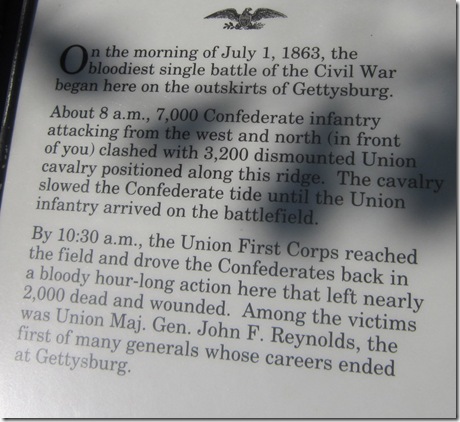 On the morning of July 1, 1863, the
bloodiest single battle of the Civil War
began here on the outskirts of Gettysburg.
About 8 a.m., 7,000 Confederate infantry
attacking from the west and north (in front
of you) clashed with 3,200 dismounted Union
cavalry positioned along this ridge. The cavalry
slowed the Confederate tide until the Union
infantry arrived on the battlefield.
By 10:30 a.m., the Union First Corps reached
the field and drove the Confederates back in
a bloody hour-long action here that left nearly
2,000 dead and wounded. Among the victims
was Union Maj. Gen. John F. Reynolds, the
first of many generals whose careers ended
at Gettysburg.